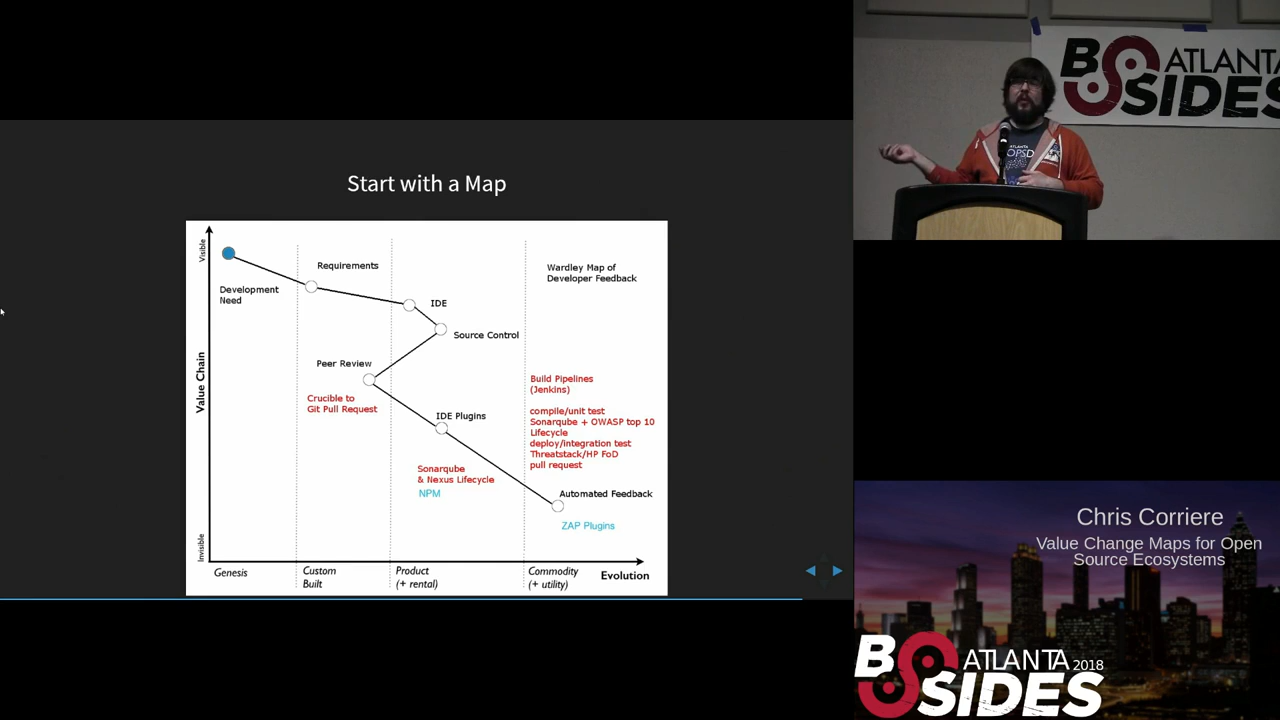 Start with a Map
Visible
Value Chain
Invisible
Development
Need
Requirements
IDE
Source Control
Wardley Map of
Developer Feedback
Peer Review
Crucible to
Git Pull Request
IDE Plugins
Sonarqube
& Nexus Lifecycle
NPM
Build Pipelines
(Jenkins)
compile/unit test
Sonarqube + OWASP top 10
Lifecycle
deploy/integration test
Threatstack/HP FoD
pull request
Automated Feedback
ZAP Plugins
Genesis
Custom
Built
Product
(+ rental)
Commodity
(+ utility)
Evolution
BSIDES ATLANTA
ATLANTA
Chris Corriere
Value Change Maps for Open
Source Ecosystems
BSIDES ATLANTA 2018